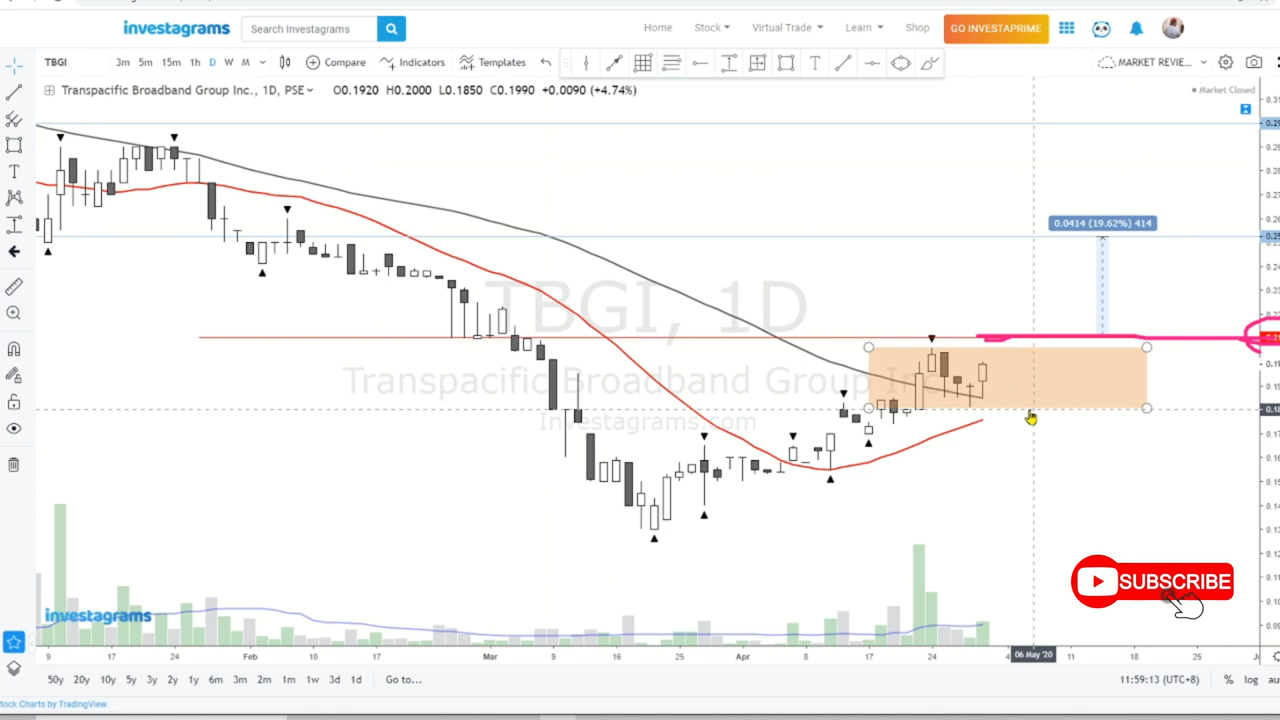 investagrams Search Investagrams Home Stock Virtual Trade Learn Shop GO INVESTAPRIME
TBGI 3m 5m 15m 1h D W M Compare Indicators Templates MARKET REVIE...
Transpacific Broadband Group Inc., 1D, PSE O0.1920 H0.2000 L0.1850 C0.1990 +0.0090 (+4.74%) Market Closed
0.0414 (19.62%) 414
TBGI, 1D
Transpacific Broadband Group Inc.
Investagrams.com
SUBSCRIBE
investagrams
9 17 24 Feb 10 17 Mar 9 16 25 Apr 8 17 24 06 May '20 11 18 25
50y 20y 10y 5y 3y 2y 1y 6m 3m 2m 1m 1w 3d 1d Go to... 11:59:13 (UTC+8) % log
Stock Charts by TradingView